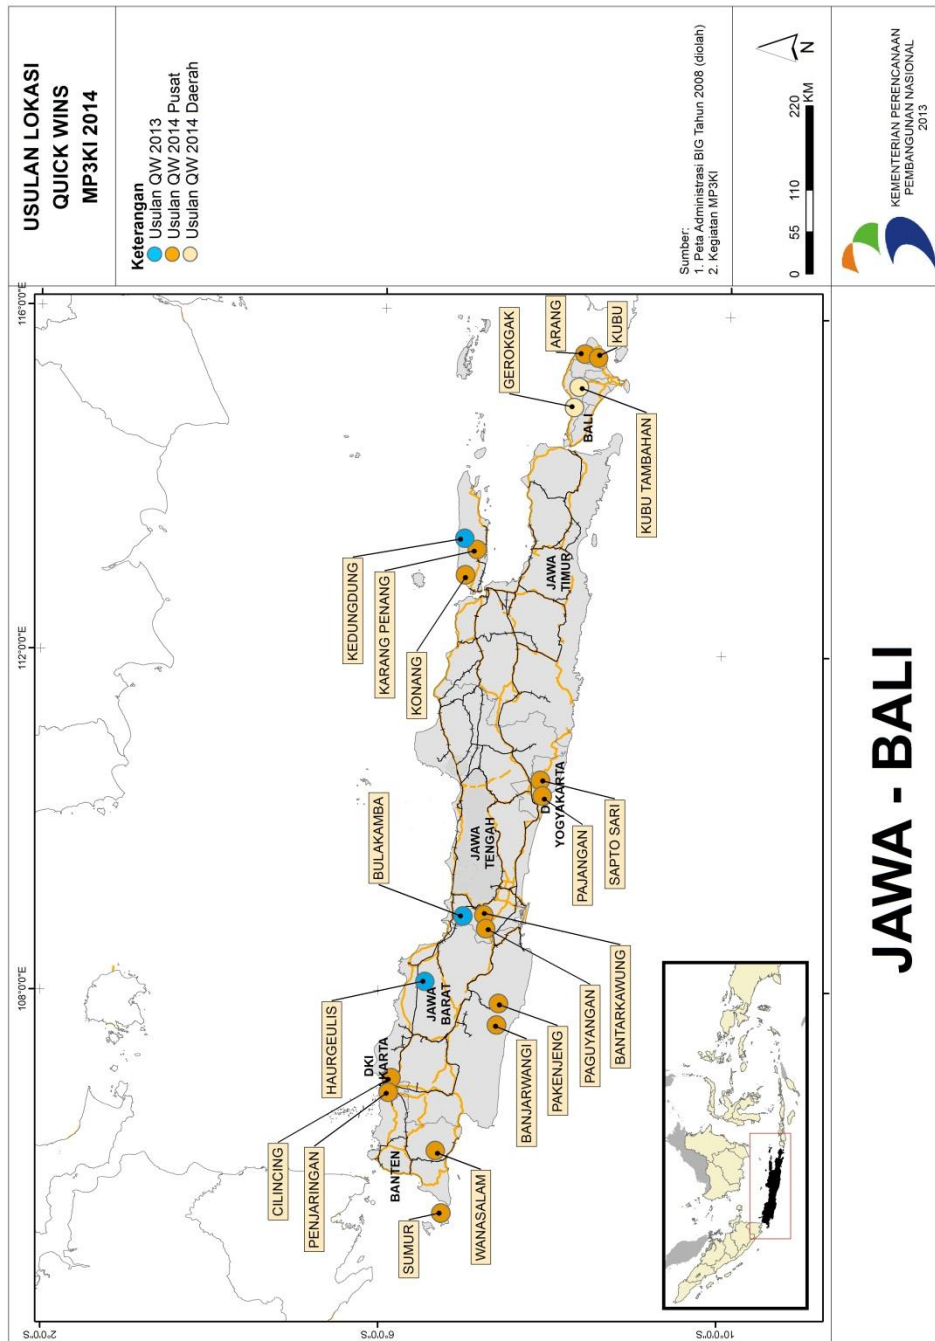 USULAN LOKASI
QUICK WINS
MP3KI 2014
Keterangan
Usulan QW 2013
Usulan QW 2014 Pusat
Usulan QW 2014 Daerah
Sumber:
1. Peta Administrasi BIG Tahun 2008 (diolah)
2. Kegiatan MP3KI
N
0 55 110 220
KM
KEMENTERIAN PERENCANAAN
PEMBANGUNAN NASIONAL
2013
108°0'0"E
112°0'0"E
116°0'0"E
2°0'0"S
6°0'0"S
10°0'0"S
CILINCING
PENJARINGAN
SUMUR
WANASALAM
BANTEN
DKI
JAKARTA
HAURGEULIS
JAWA
BARAT
BULAKAMBA
BANJARWANGI
PAKENJENG
PAGUYANGAN
BANTARKAWUNG
JAWA
TENGAH
DI
YOGYAKARTA
PAJANGAN
SAPTO SARI
KEDUNGDUNG
KARANG PENANG
KONANG
JAWA
TIMUR
GEROKGAK
ARANG
KUBU
BALI
KUBU TAMBAHAN
JAWA - BALI